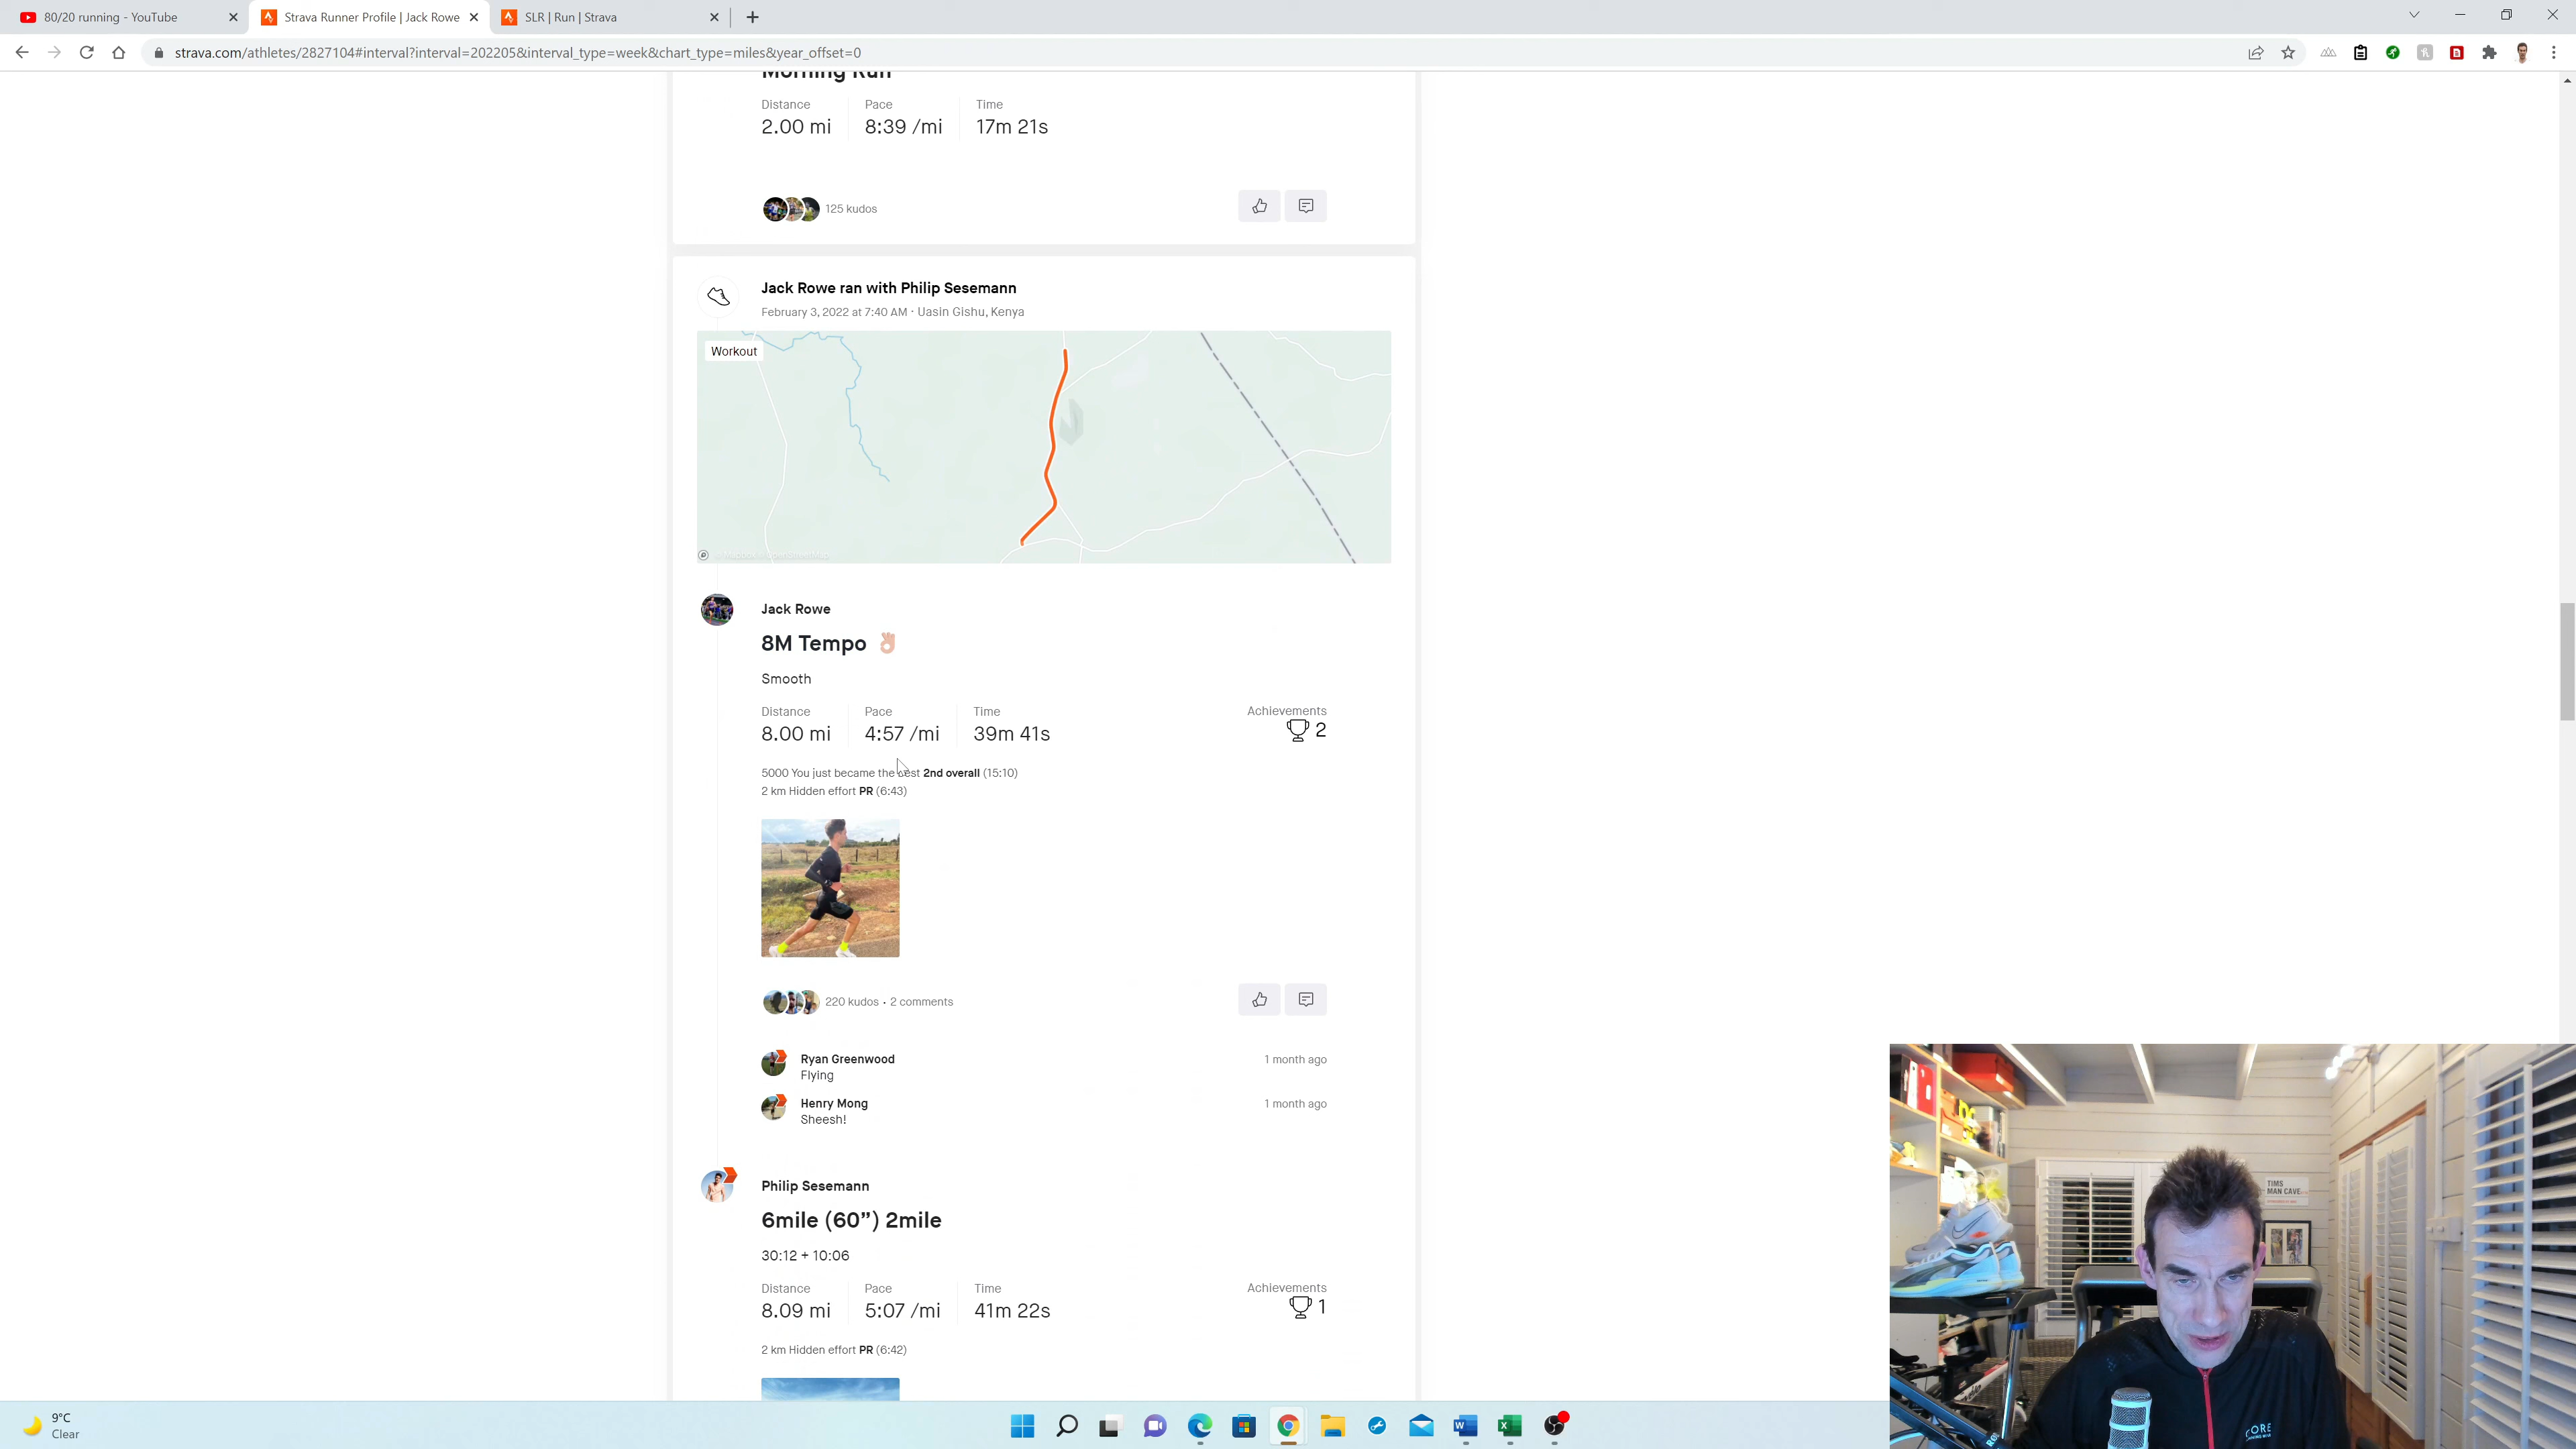 80/20 running - YouTube
Strava Runner Profile | Jack Rowe
SLR | Run | Strava
strava.com/athletes/2827104#interval?interval=202205&interval_type=week&chart_type=miles&year_offset=0
Morning Run
Distance Pace Time
2.00 mi 8:39 /mi 17m 21s
125 kudos
Jack Rowe ran with Philip Sesemann
February 3, 2022 at 7:40 AM · Uasin Gishu, Kenya
Workout
Jack Rowe
8M Tempo 👌🏼
Smooth
Distance Pace Time Achievements
8.00 mi 4:57 /mi 39m 41s 2
5000 You just became the best 2nd overall (15:10)
2 km Hidden effort PR (6:43)
220 kudos • 2 comments
Ryan Greenwood 1 month ago
Flying
Henry Mong 1 month ago
Sheesh!
Philip Sesemann
6mile (60”) 2mile
30:12 + 10:06
Distance Pace Time Achievements
8.09 mi 5:07 /mi 41m 22s 1
2 km Hidden effort PR (6:42)
TIMS
MAN CAVE
CORE
9°C
Clear